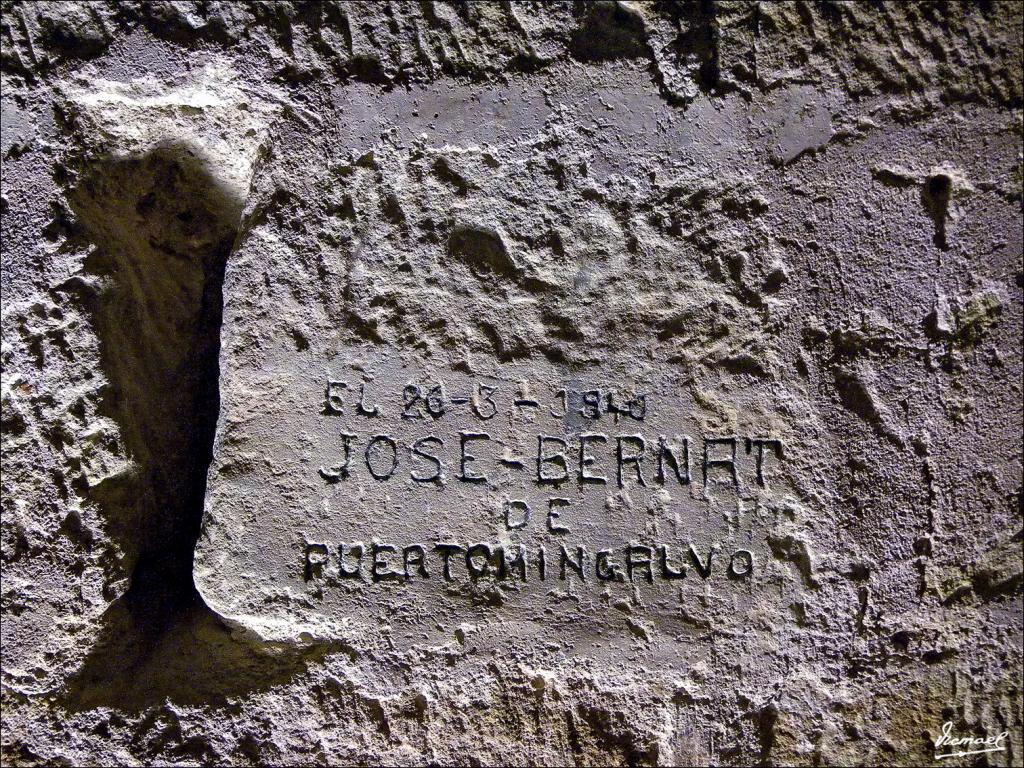 EL 26-3-1940
JOSE-BERNAT
DE
PUERTOMINGALVO